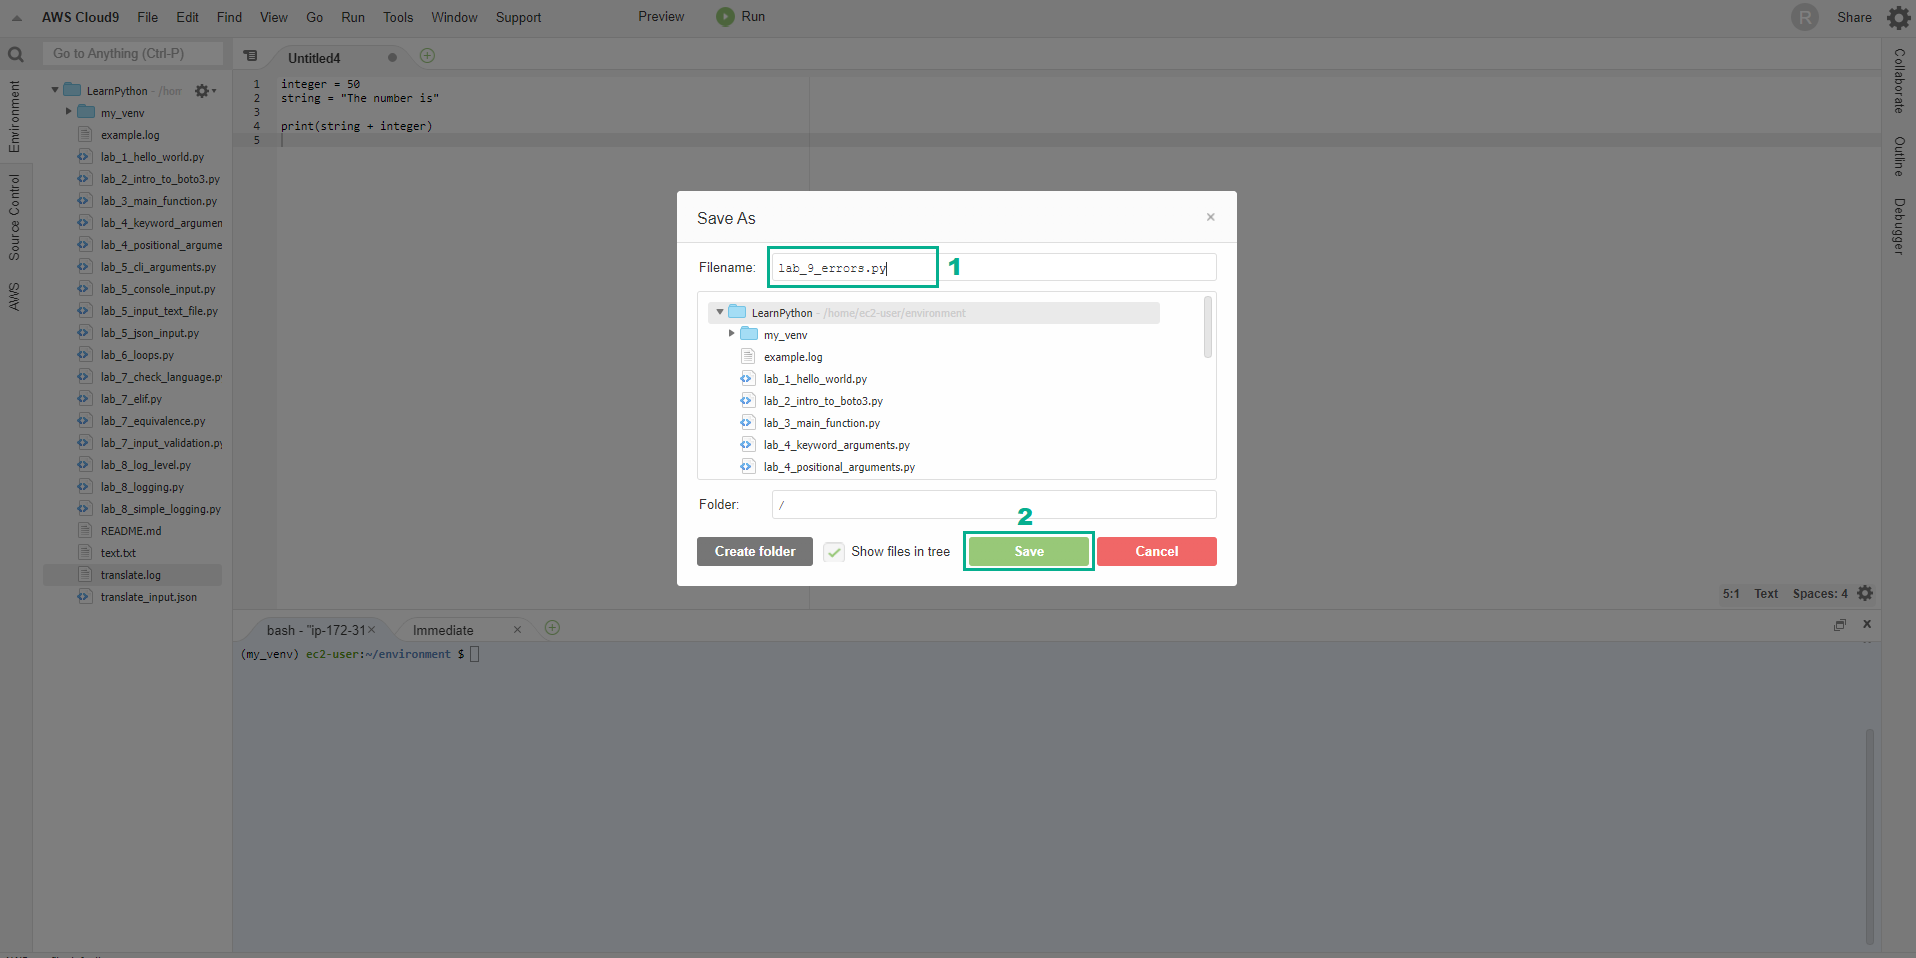 AWS Cloud9 File Edit Find View Go Run Tools Window Support Preview Run R Share
Go to Anything (Ctrl-P)
Untitled4
Environment
Source Control
AWS
LearnPython - /hom
my_venv
example.log
lab_1_hello_world.py
lab_2_intro_to_boto3.py
lab_3_main_function.py
lab_4_keyword_argumen
lab_4_positional_argume
lab_5_cli_arguments.py
lab_5_console_input.py
lab_5_input_text_file.py
lab_5_json_input.py
lab_6_loops.py
lab_7_check_language.py
lab_7_elif.py
lab_7_equivalence.py
lab_7_input_validation.py
lab_8_log_level.py
lab_8_logging.py
lab_8_simple_logging.py
README.md
text.txt
translate.log
translate_input.json
1 integer = 50
2 string = "The number is"
3
4 print(string + integer)
5
Save As ×
Filename: lab_9_errors.py 1
LearnPython - /home/ec2-user/environment
my_venv
example.log
lab_1_hello_world.py
lab_2_intro_to_boto3.py
lab_3_main_function.py
lab_4_keyword_arguments.py
lab_4_positional_arguments.py
Folder: /
2
Create folder Show files in tree Save Cancel
Collaborate
Outline
Debugger
5:1 Text Spaces: 4
bash - "ip-172-31 × Immediate ×
(my_venv) ec2-user:~/environment $